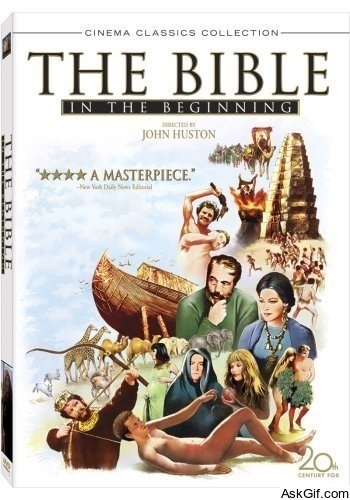 CINEMA CLASSICS COLLECTION
THE BIBLE
IN THE BEGINNING
DIRECTED BY
JOHN HUSTON
"★★★★ A MASTERPIECE."
—New York Daily News Editorial
THE BIBLE
20th
CENTURY FOX
AskGif.com